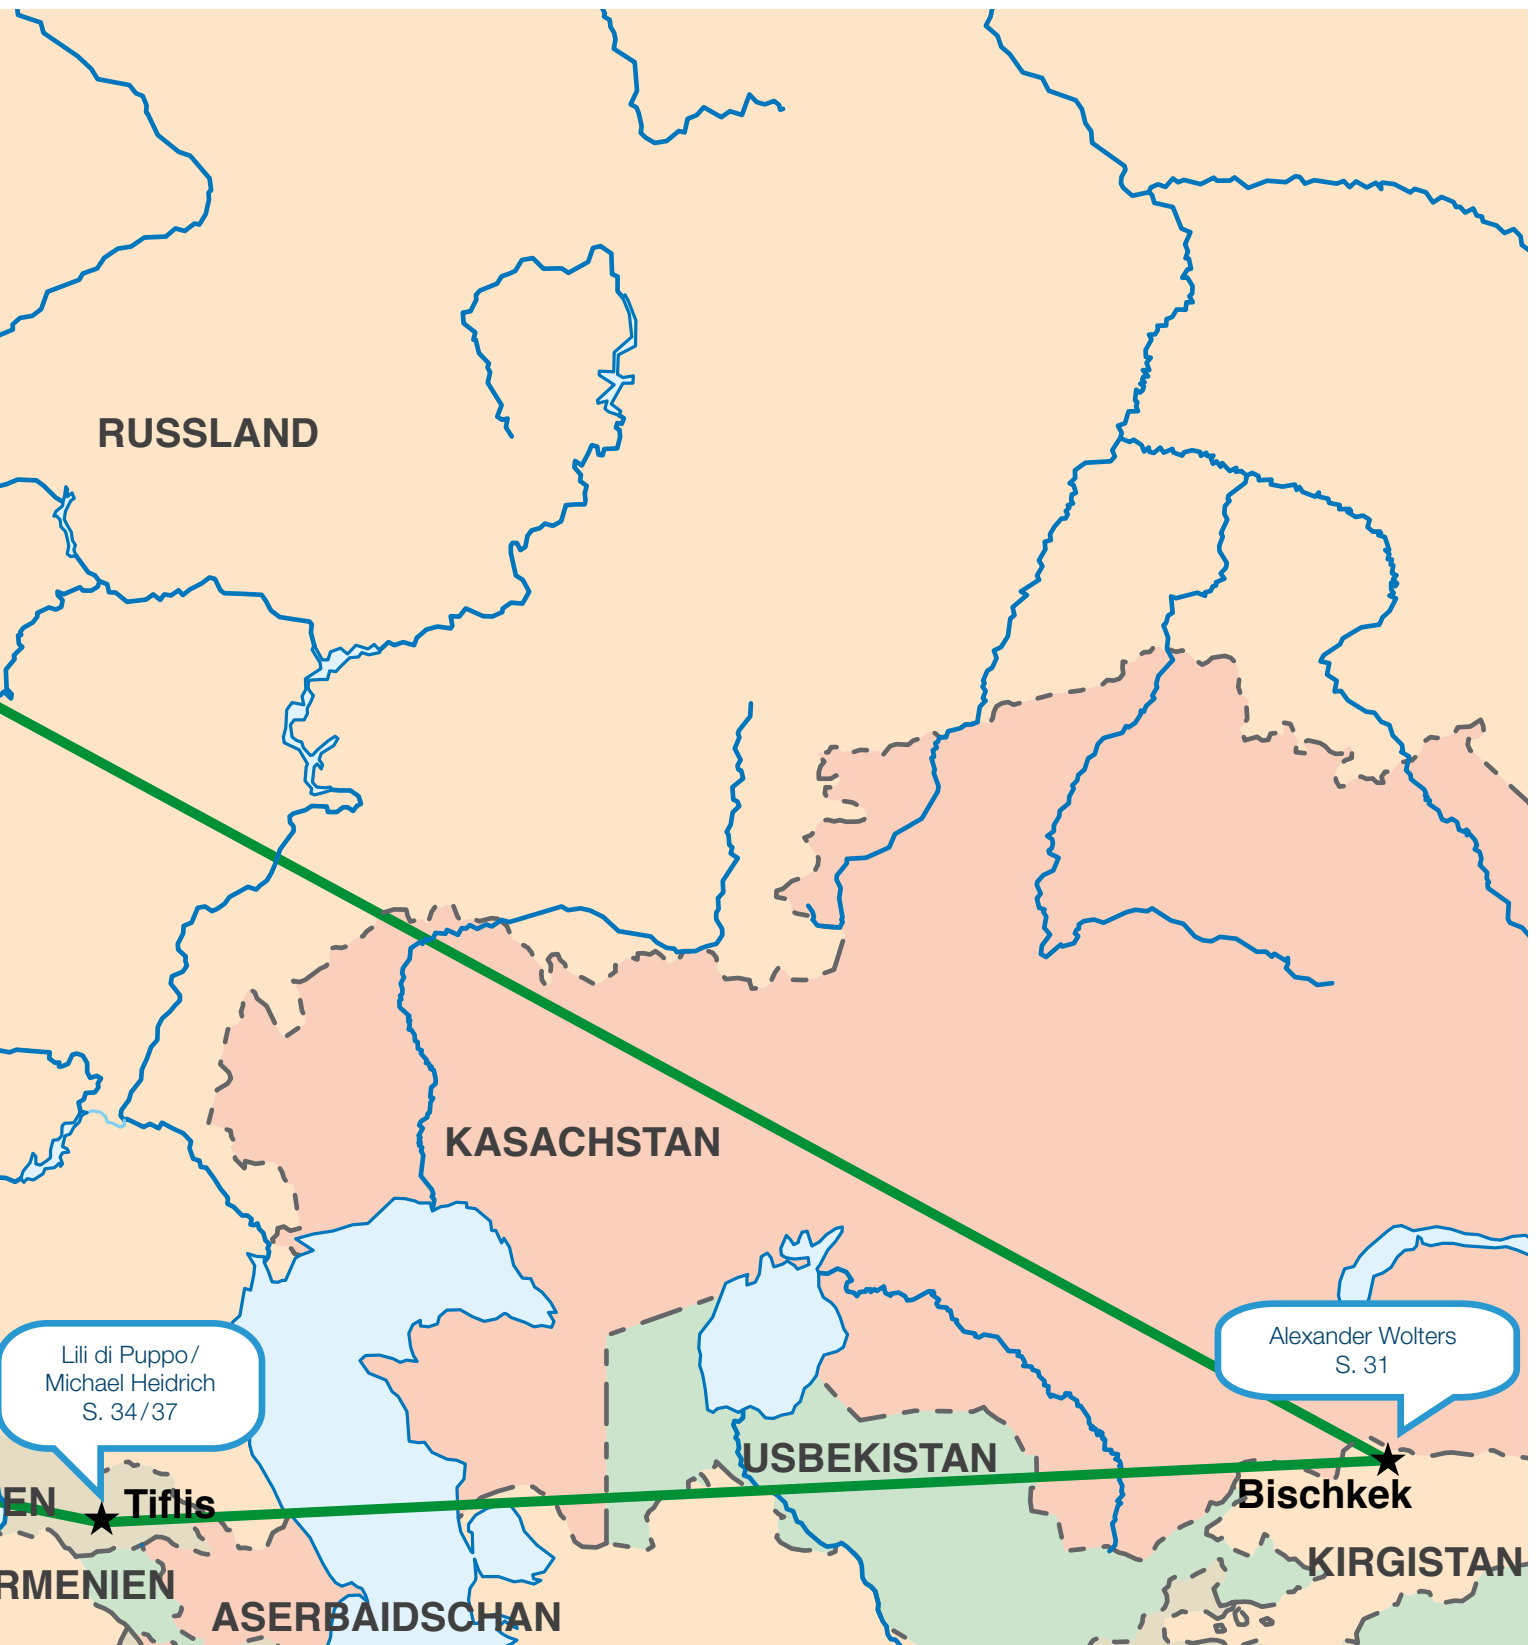 RUSSLAND
KASACHSTAN
Lili di Puppo/
Michael Heidrich
S. 34/37
Alexander Wolters
S. 31
USBEKISTAN
EN
Tiflis
Bischkek
KIRGISTAN
RMENIEN
ASERBAIDSCHAN